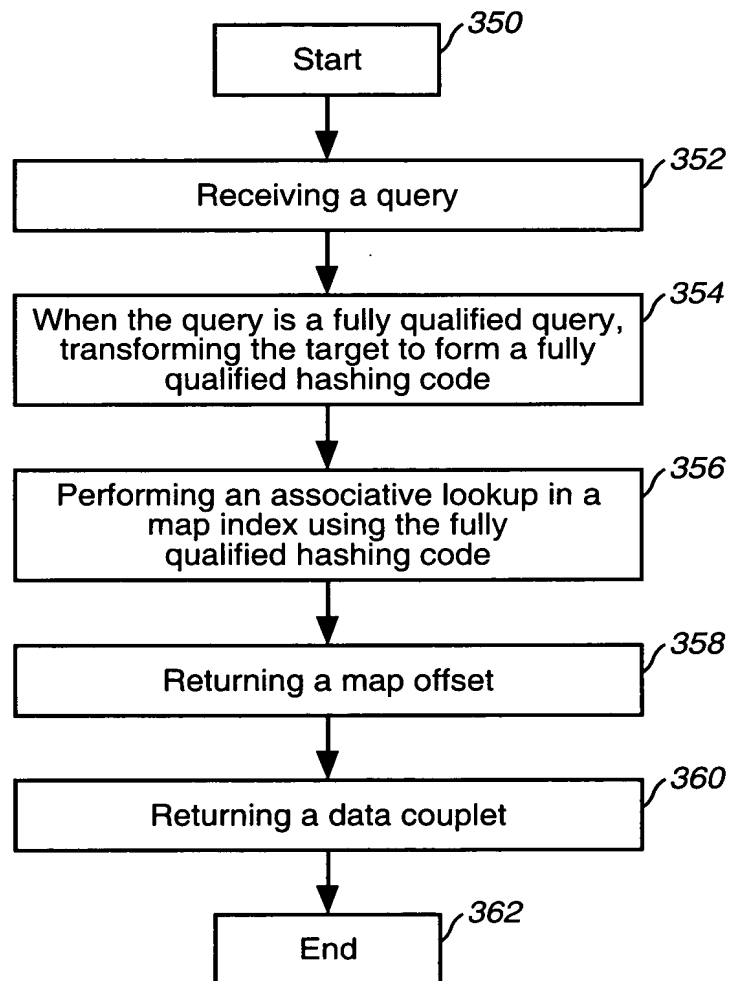 350
Start
352
Receiving a query
354
When the query is a fully qualified query,
transforming the target to form a fully
qualified hashing code
356
Performing an associative lookup in a
map index using the fully
qualified hashing code
358
Returning a map offset
360
Returning a data couplet
362
End